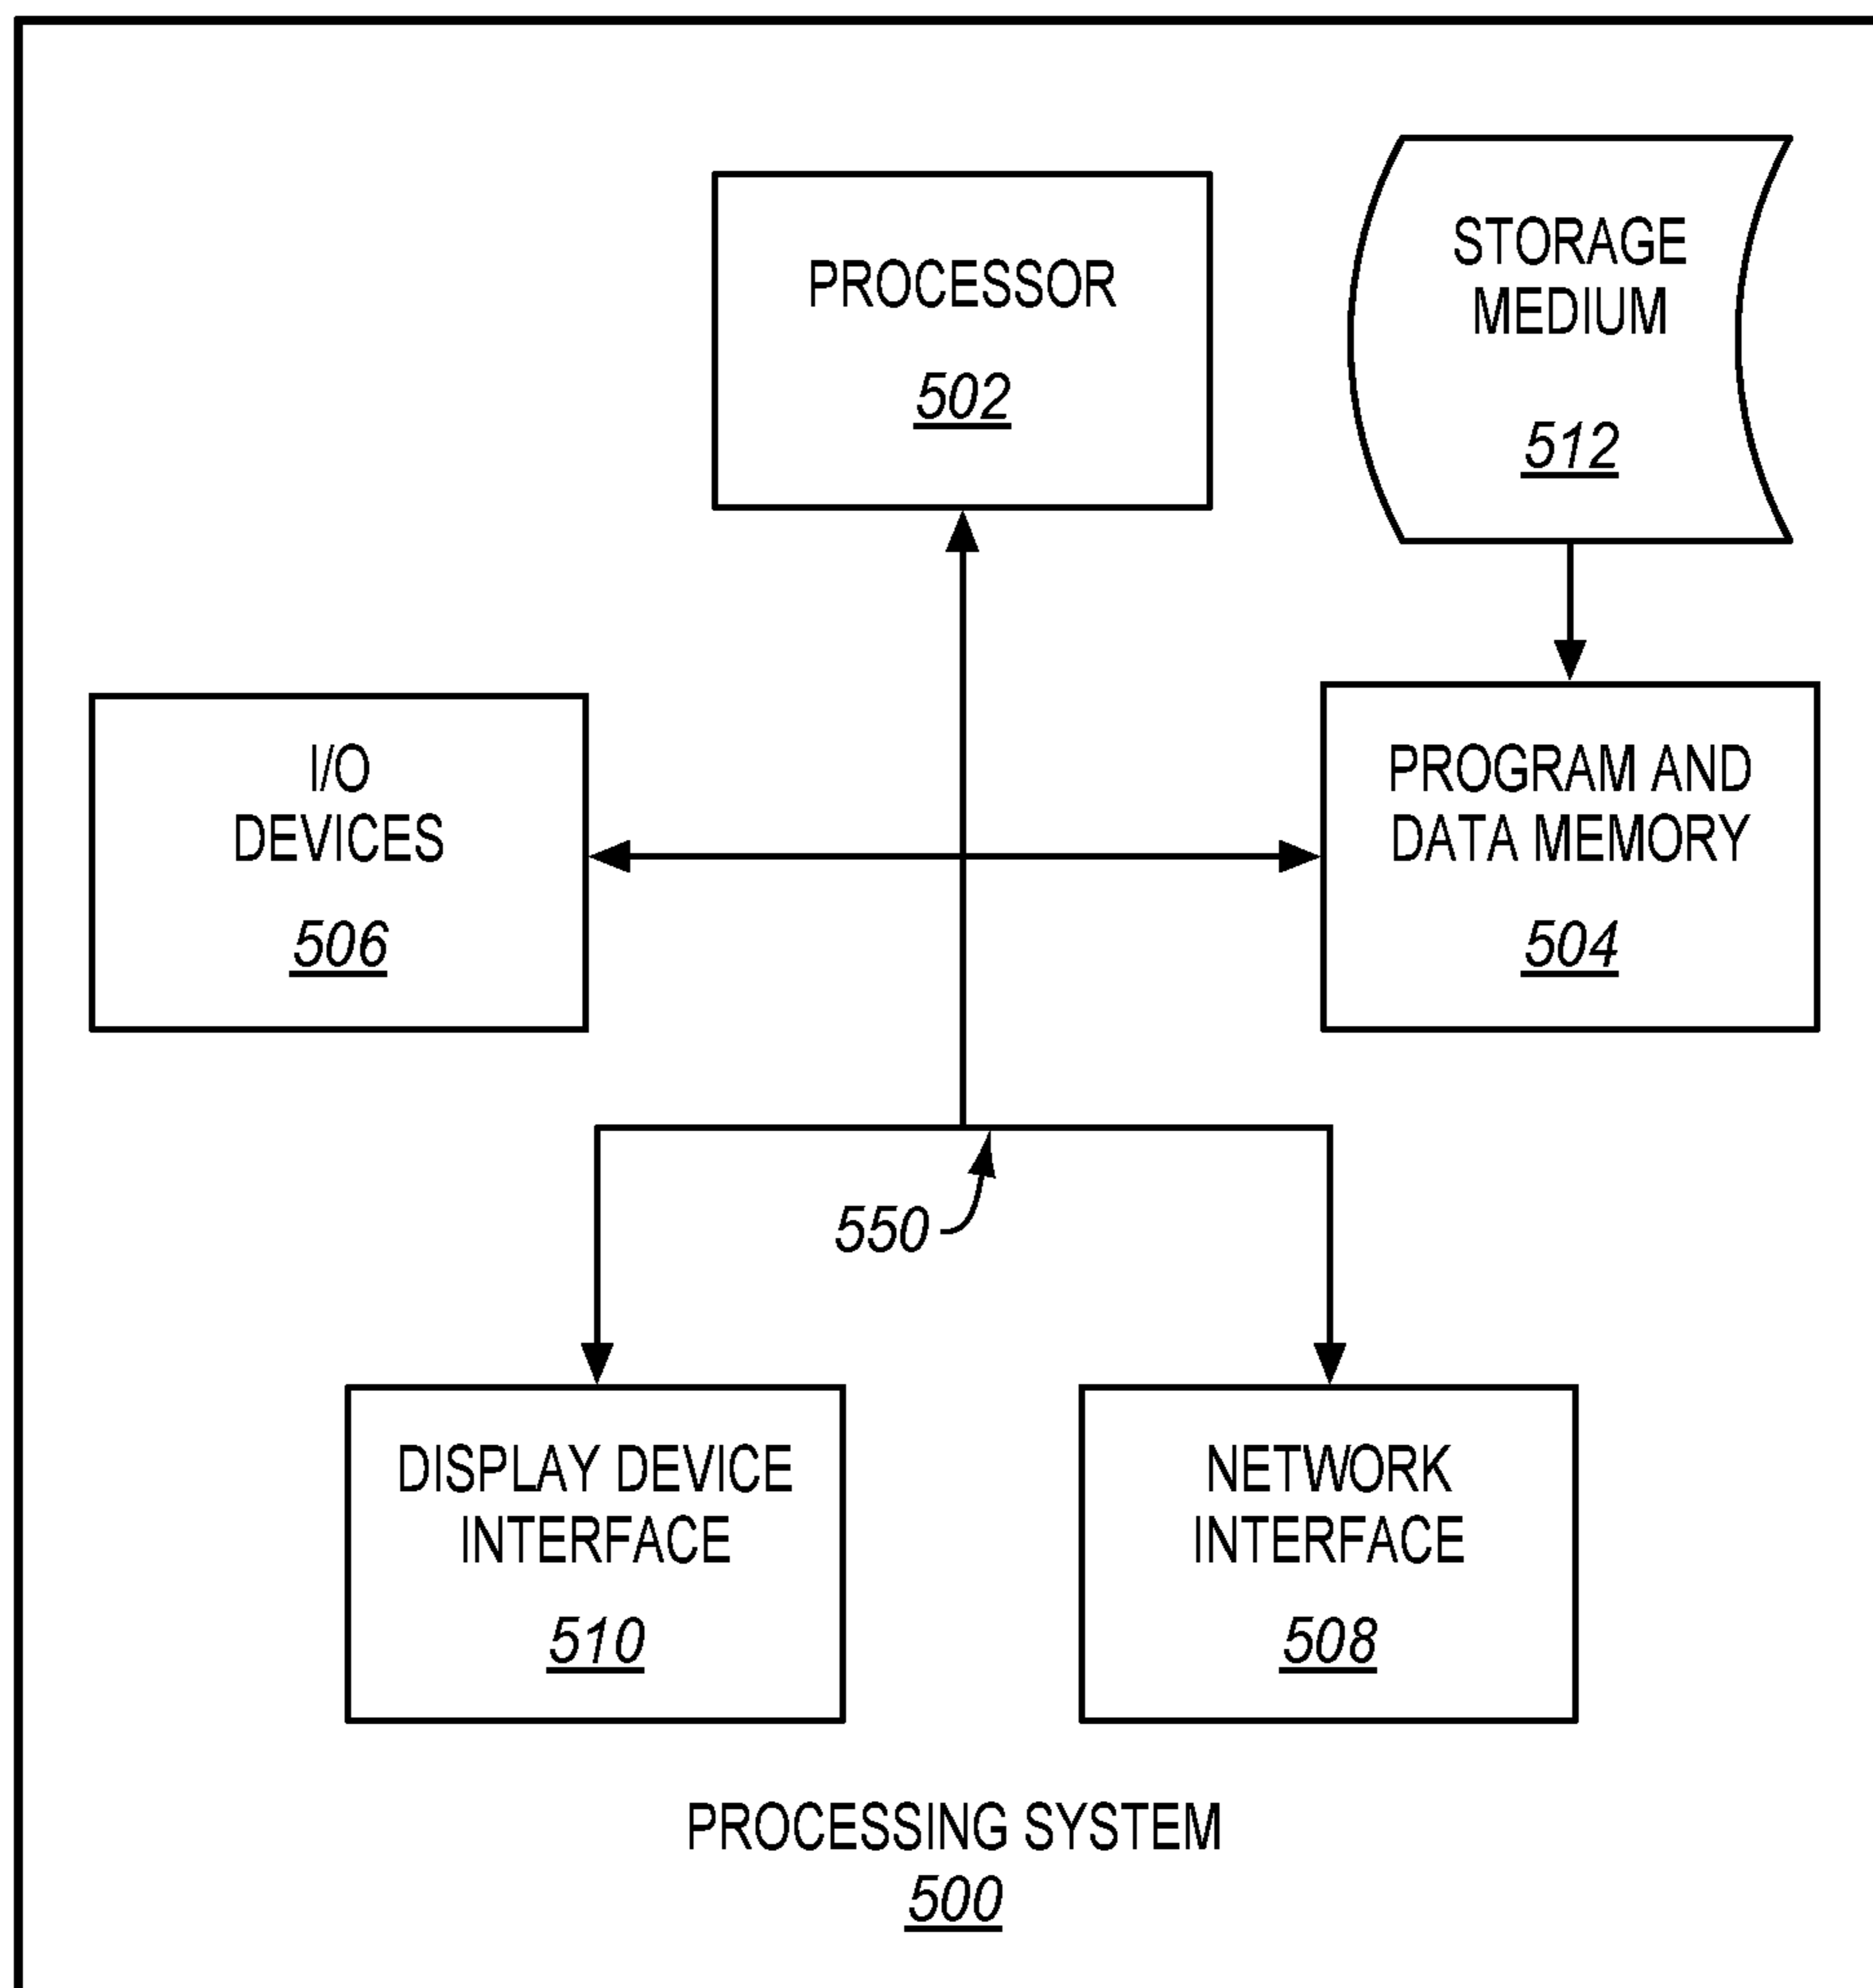 PROCESSOR
502
STORAGE
MEDIUM
512
I/O
DEVICES
506
PROGRAM AND
DATA MEMORY
504
550
DISPLAY DEVICE
INTERFACE
510
NETWORK
INTERFACE
508
PROCESSING SYSTEM
500